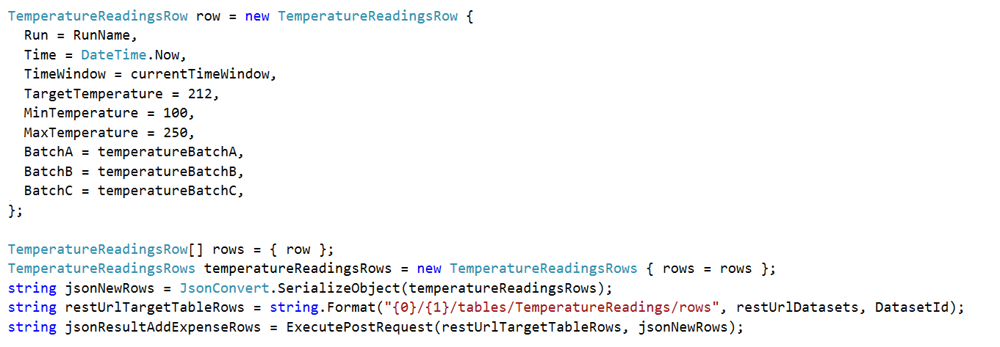 TemperatureReadingsRow row = new TemperatureReadingsRow {
  Run = RunName,
  Time = DateTime.Now,
  TimeWindow = currentTimeWindow,
  TargetTemperature = 212,
  MinTemperature = 100,
  MaxTemperature = 250,
  BatchA = temperatureBatchA,
  BatchB = temperatureBatchB,
  BatchC = temperatureBatchC,
};

TemperatureReadingsRow[] rows = { row };
TemperatureReadingsRows temperatureReadingsRows = new TemperatureReadingsRows { rows = rows };
string jsonNewRows = JsonConvert.SerializeObject(temperatureReadingsRows);
string restUrlTargetTableRows = string.Format("{0}/{1}/tables/TemperatureReadings/rows", restUrlDatasets, DatasetId);
string jsonResultAddExpenseRows = ExecutePostRequest(restUrlTargetTableRows, jsonNewRows);